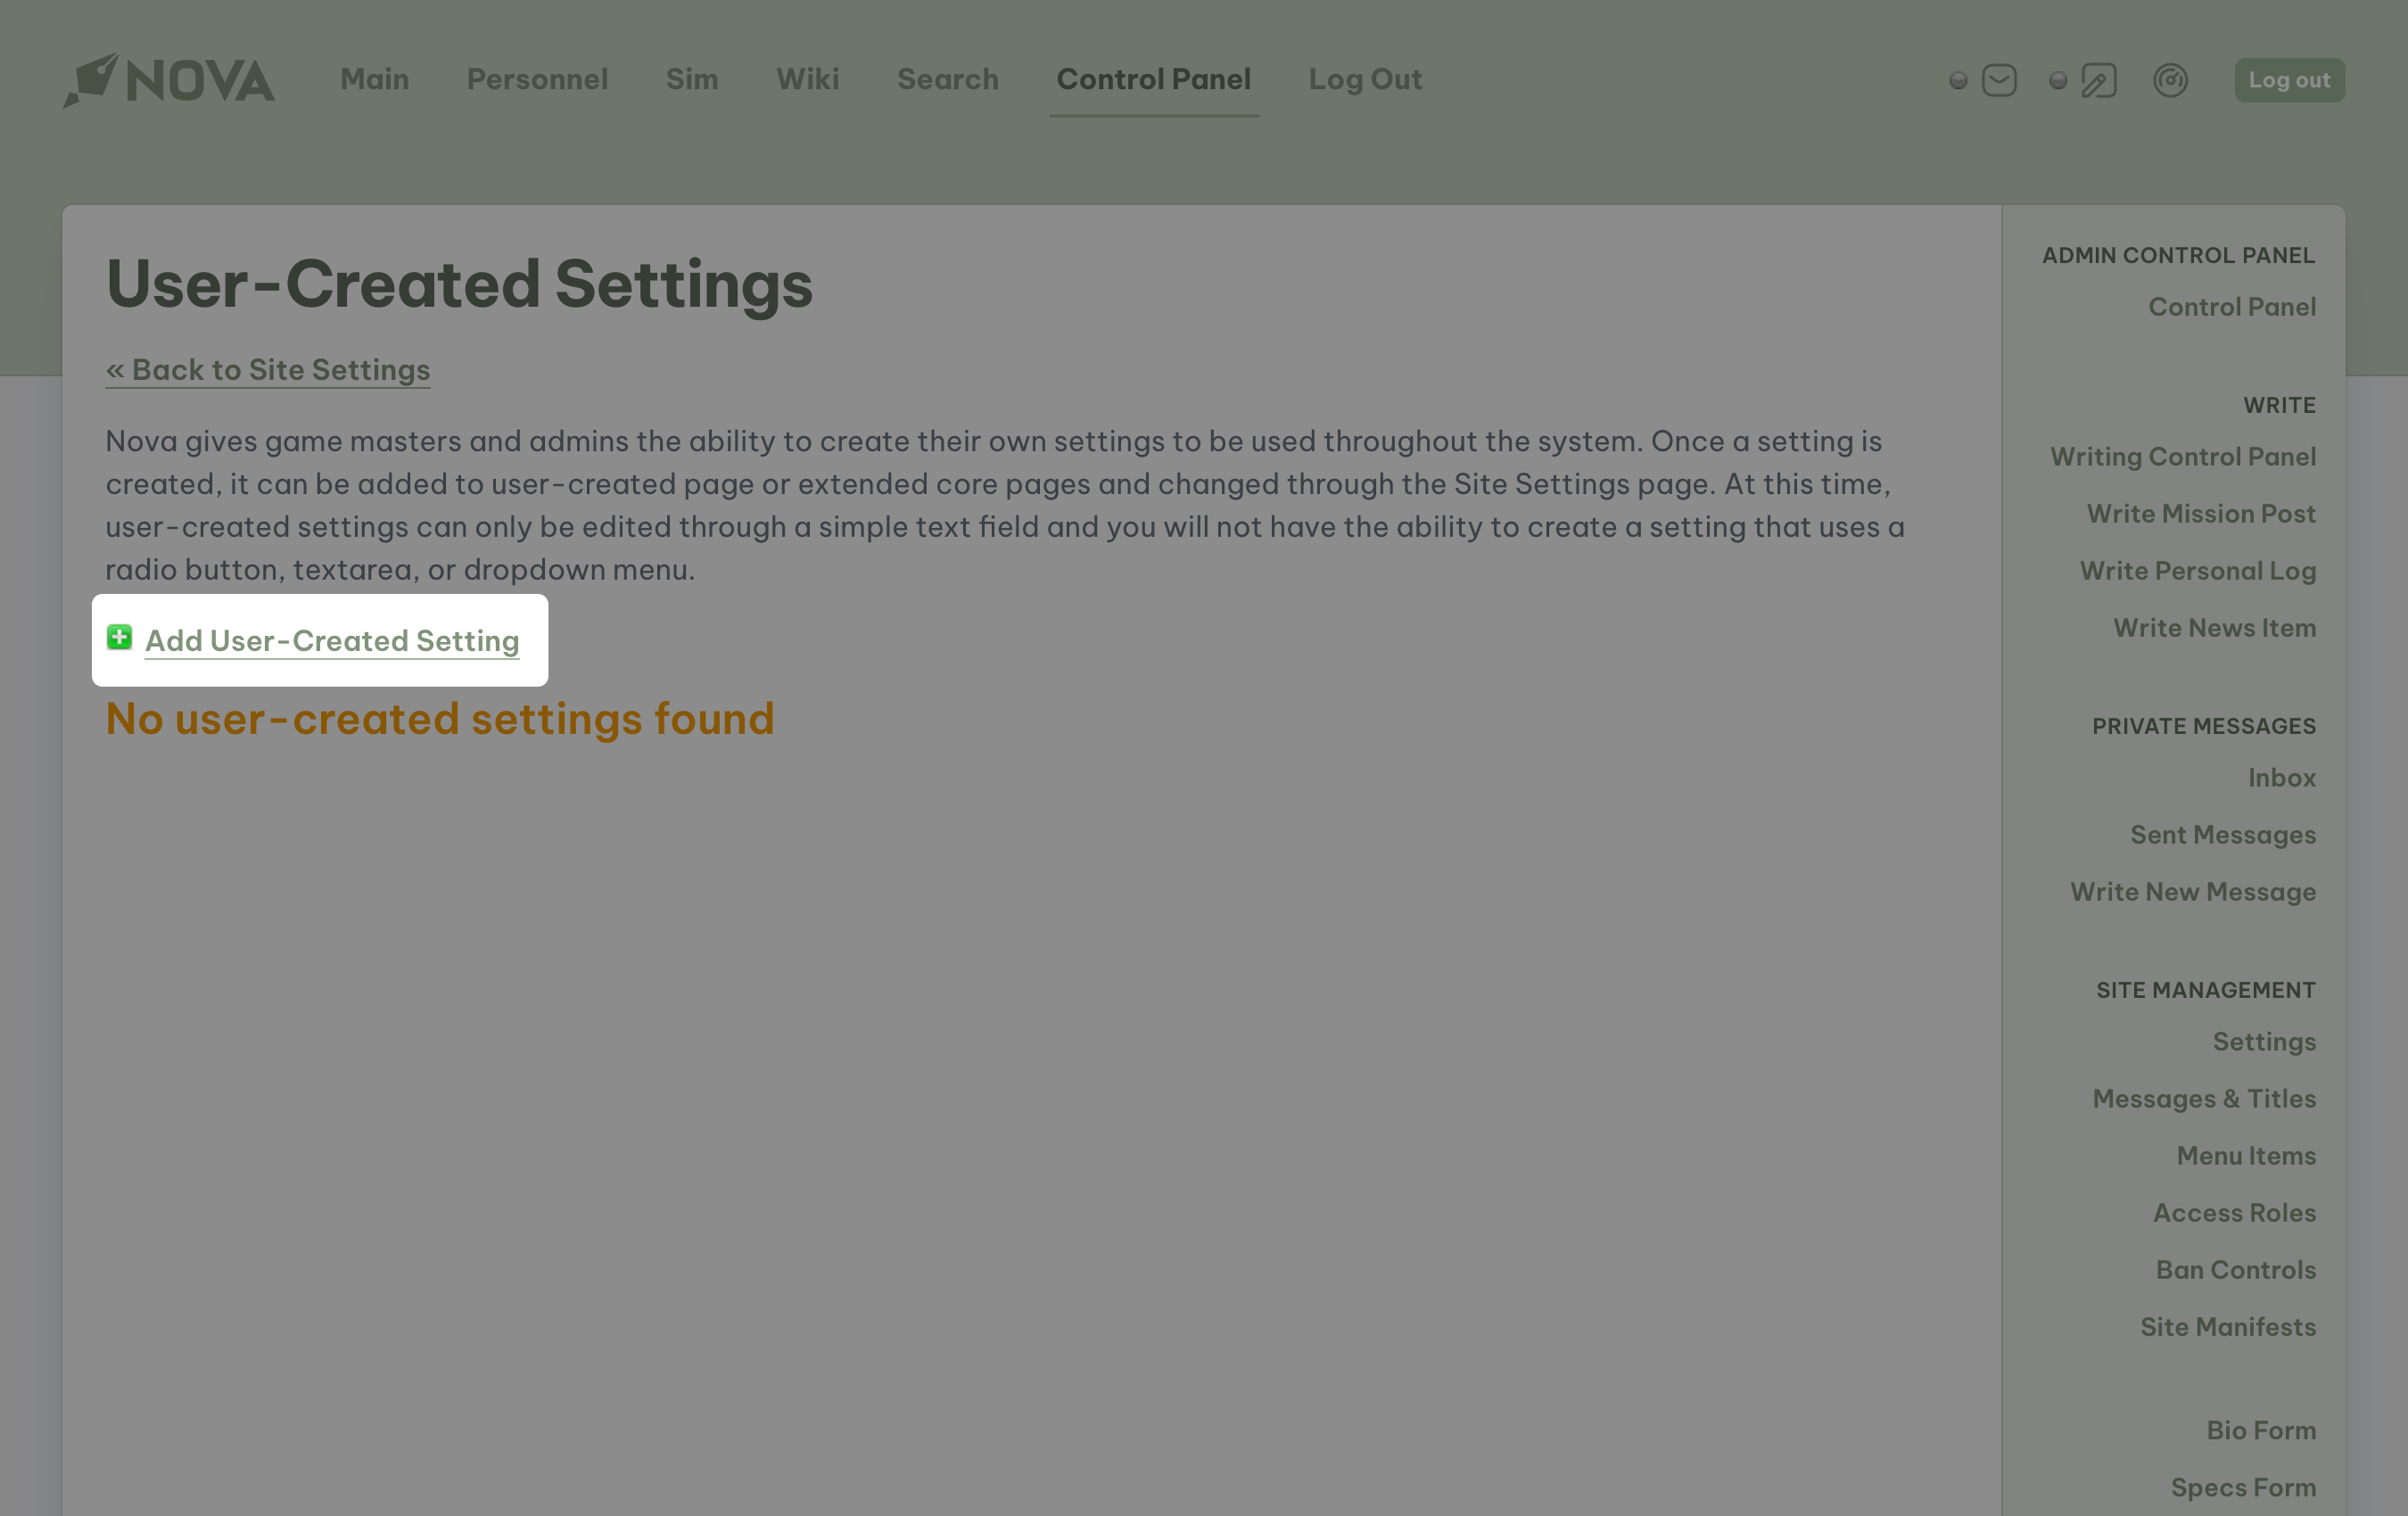 NOVA Main Personnel Sim Wiki Search Control Panel Log Out Log out
User-Created Settings
« Back to Site Settings
Nova gives game masters and admins the ability to create their own settings to be used throughout the system. Once a setting is
created, it can be added to user-created page or extended core pages and changed through the Site Settings page. At this time,
user-created settings can only be edited through a simple text field and you will not have the ability to create a setting that uses a
radio button, textarea, or dropdown menu.
Add User-Created Setting
No user-created settings found
ADMIN CONTROL PANEL
Control Panel
WRITE
Writing Control Panel
Write Mission Post
Write Personal Log
Write News Item
PRIVATE MESSAGES
Inbox
Sent Messages
Write New Message
SITE MANAGEMENT
Settings
Messages & Titles
Menu Items
Access Roles
Ban Controls
Site Manifests
Bio Form
Specs Form